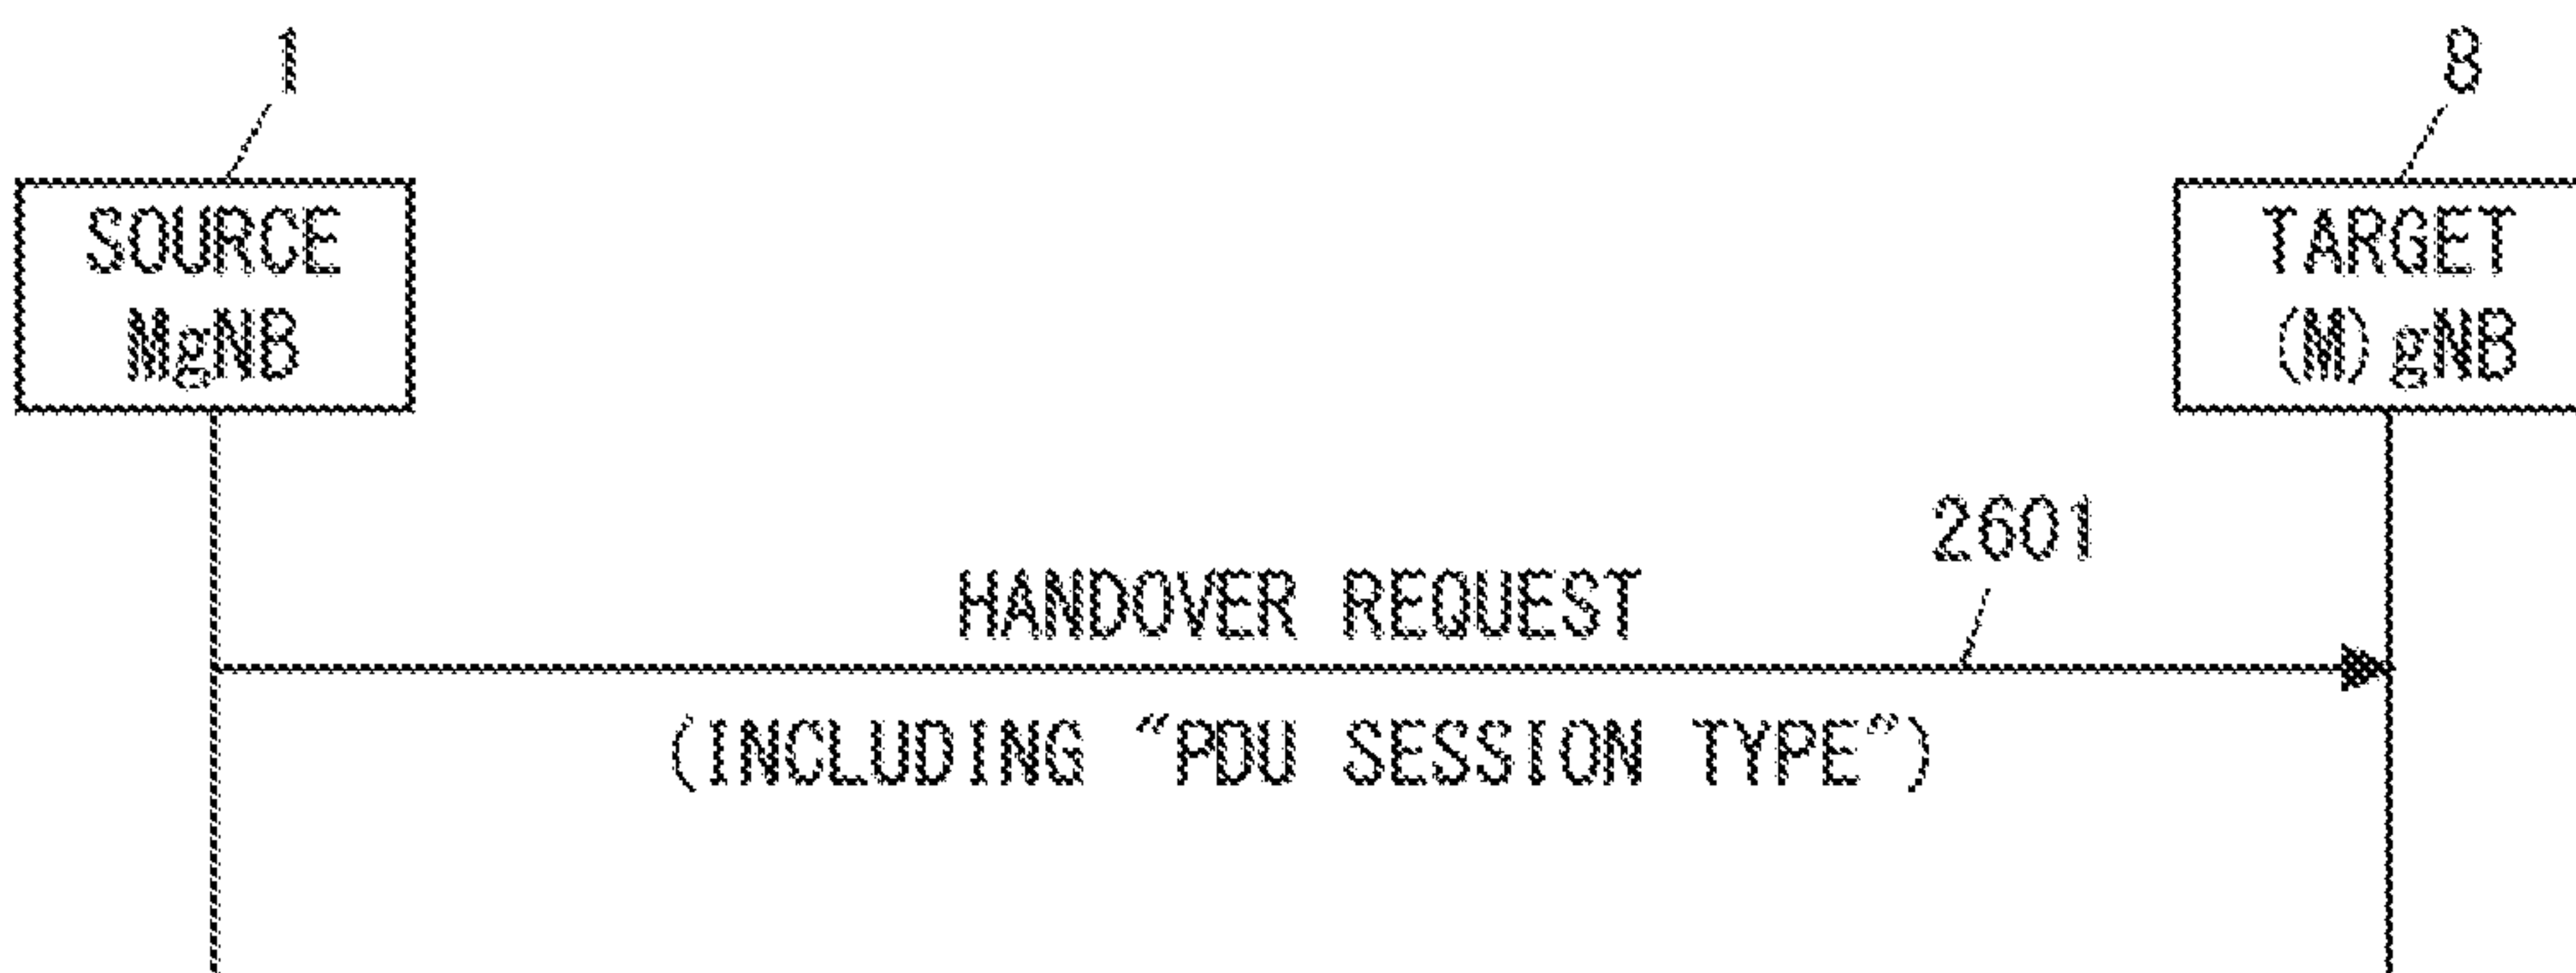 1
8
SOURCE
MgNB
TARGET
(M) gNB
2601
HANDOVER REQUEST
(INCLUDING “PDU SESSION TYPE”)